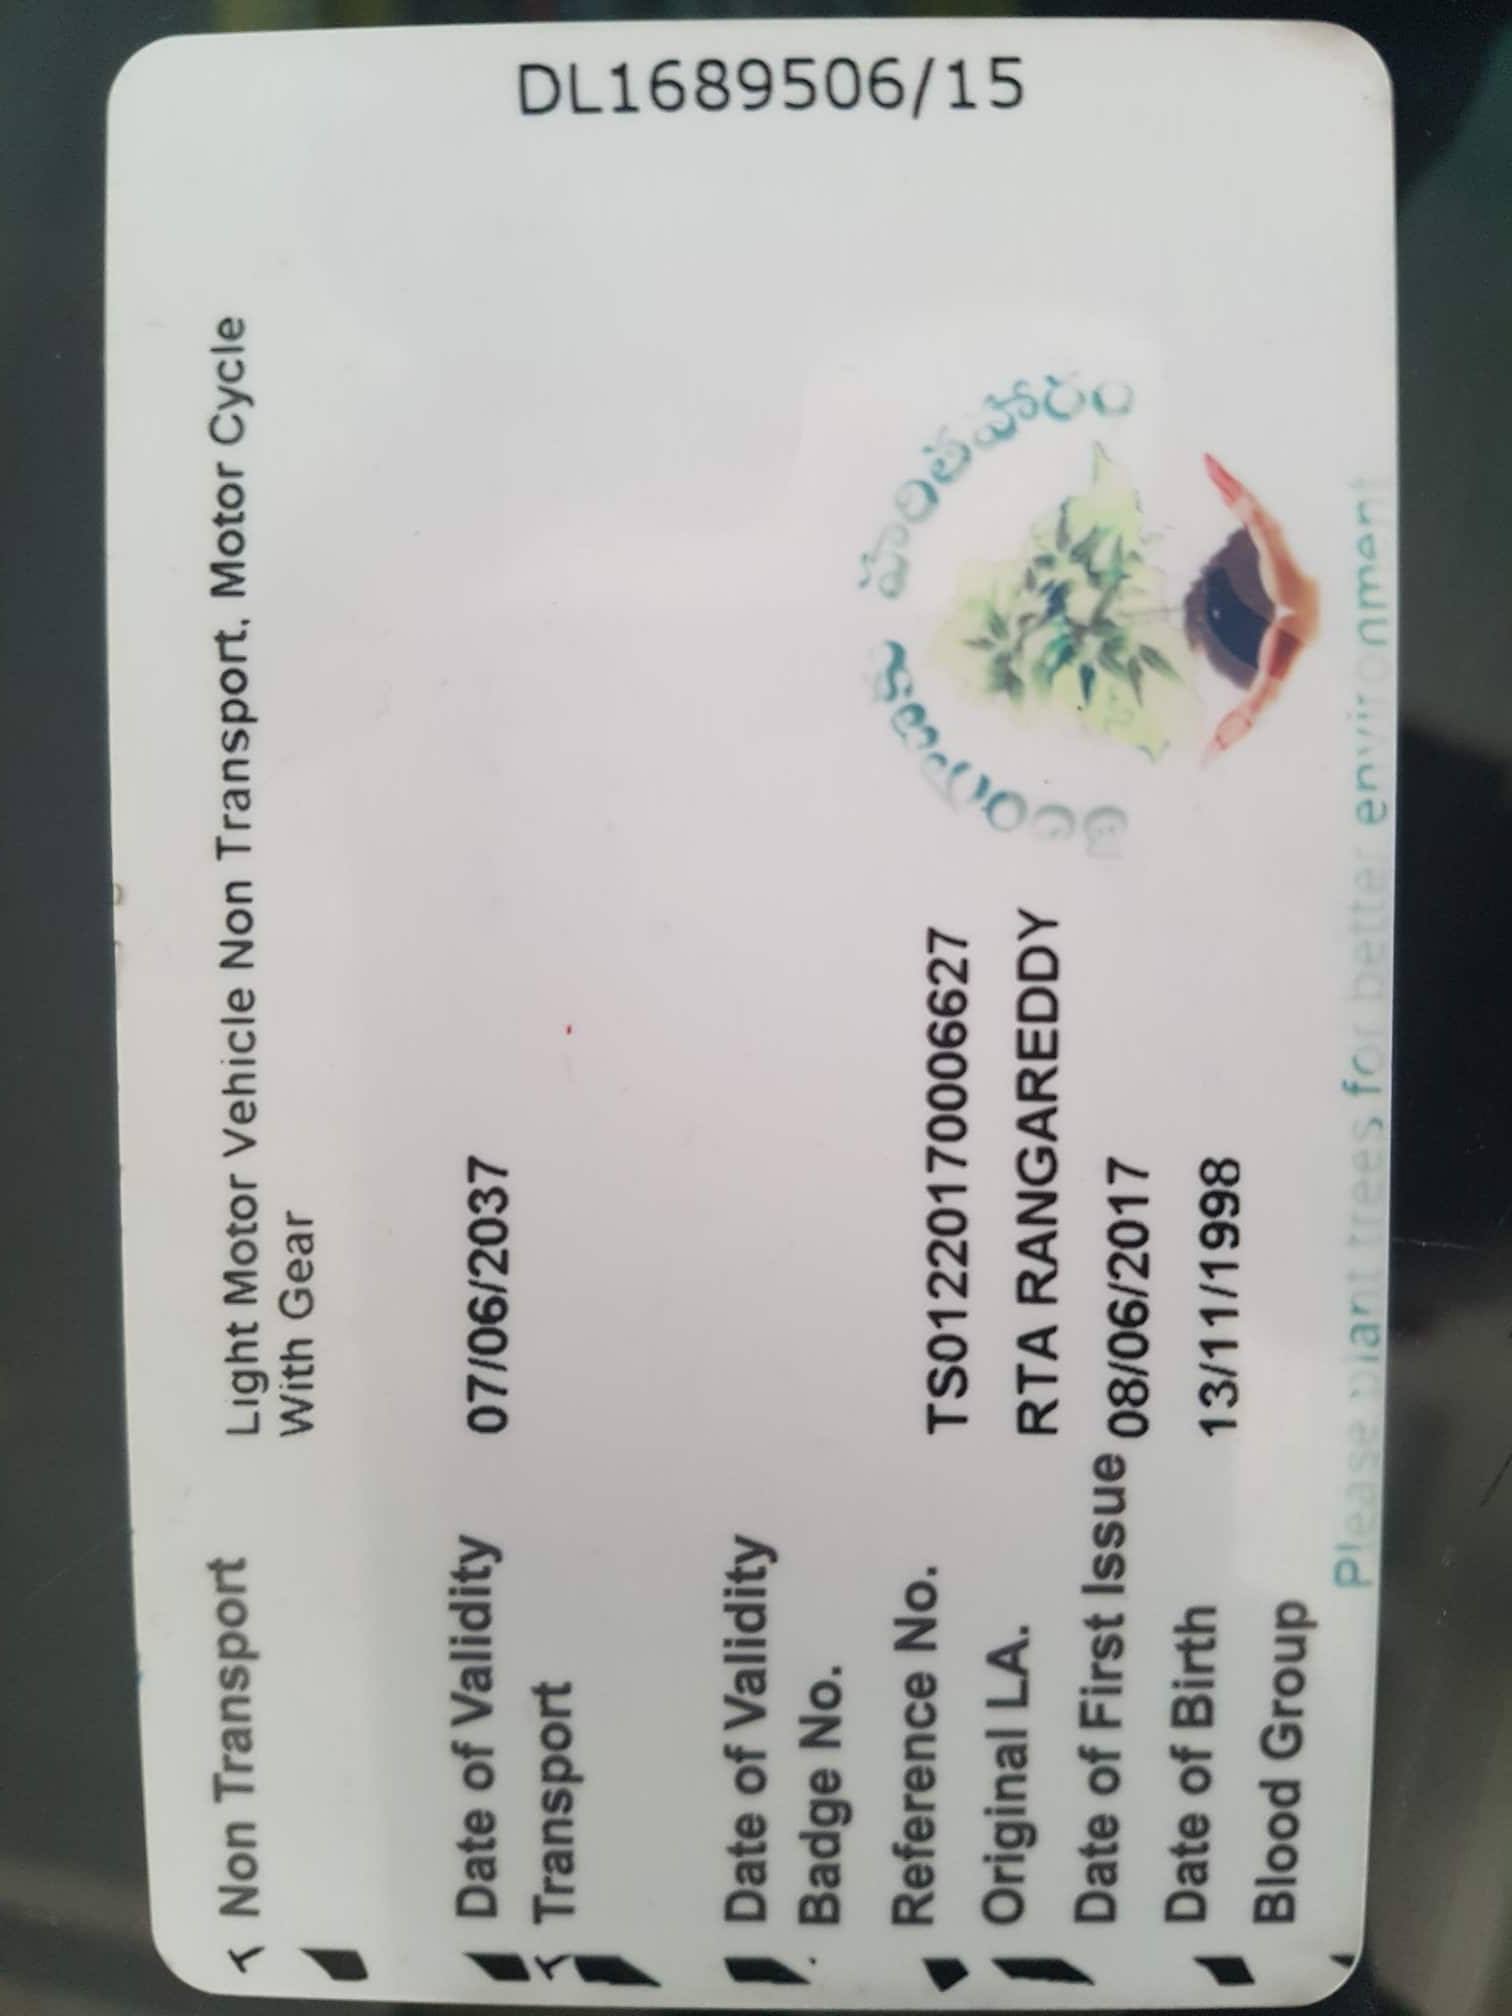 Non Transport Light Motor Vehicle Non Transport, Motor Cycle
With Gear
Date of Validity 07/06/2037
Transport
Date of Validity
Badge No.
Reference No. TS01220170006627
Original LA. RTA RANGAREDDY
Date of First Issue 08/06/2017
Date of Birth 13/11/1998
Blood Group
తెలంగాణకు హరితహారం
Please plant trees for better environment
DL1689506/15